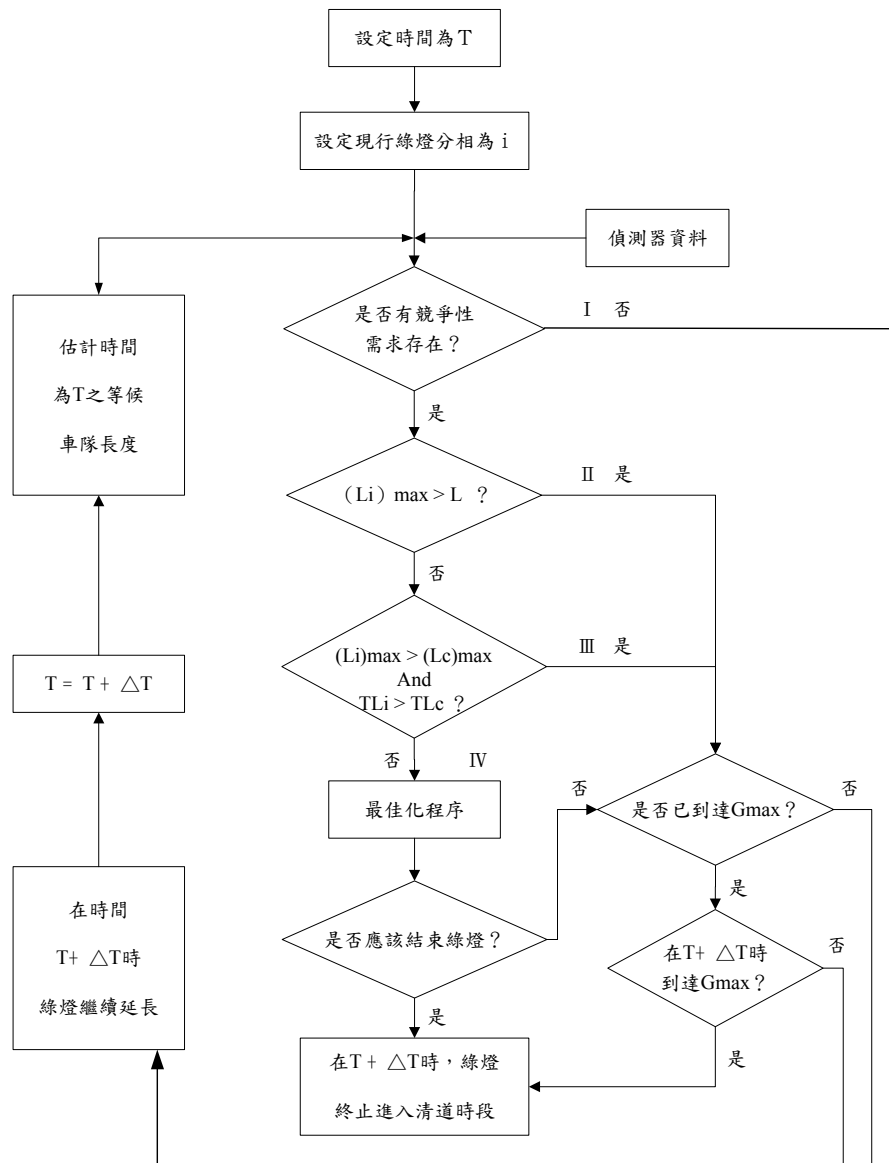 設定時間為T
設定現行綠燈分相為 i
偵測器資料
是否有競爭性
需求存在？
I 否
估計時間
為T之等候
車隊長度
是
（Li）max > L ？
II 是
否
(Li)max > (Lc)max
And
TLi > TLc ？
III 是
T = T + △T
否 IV
最佳化程序
否
是否已到達Gmax？
否
是
在時間
T+ △T時
綠燈繼續延長
是否應該結束綠燈？
在T+ △T時
到達Gmax？
否
是
是
在T + △T時，綠燈
終止進入清道時段